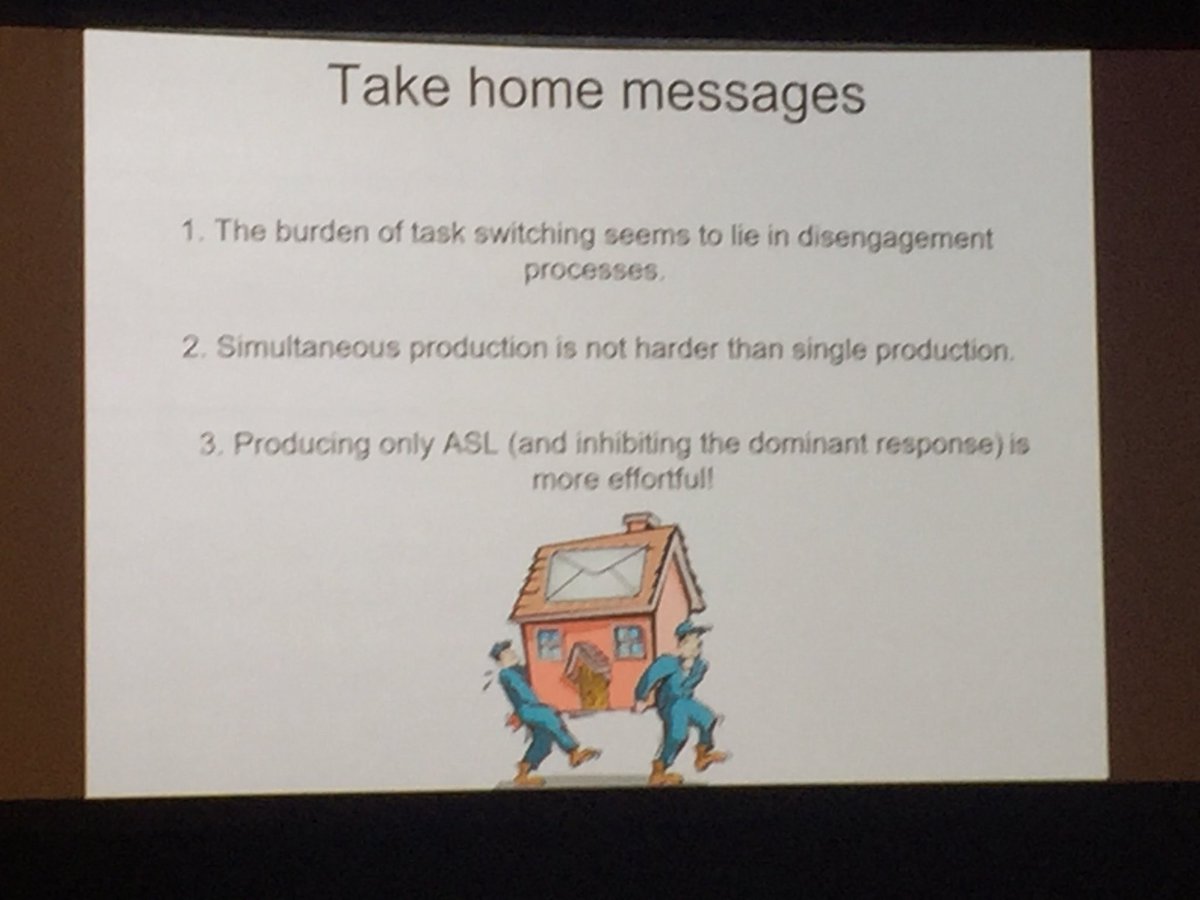 Take home messages
1. The burden of task switching seems to lie in disengagement
processes.
2. Simultaneous production is not harder than single production.
3. Producing only ASL (and inhibiting the dominant response) is
more effortful!